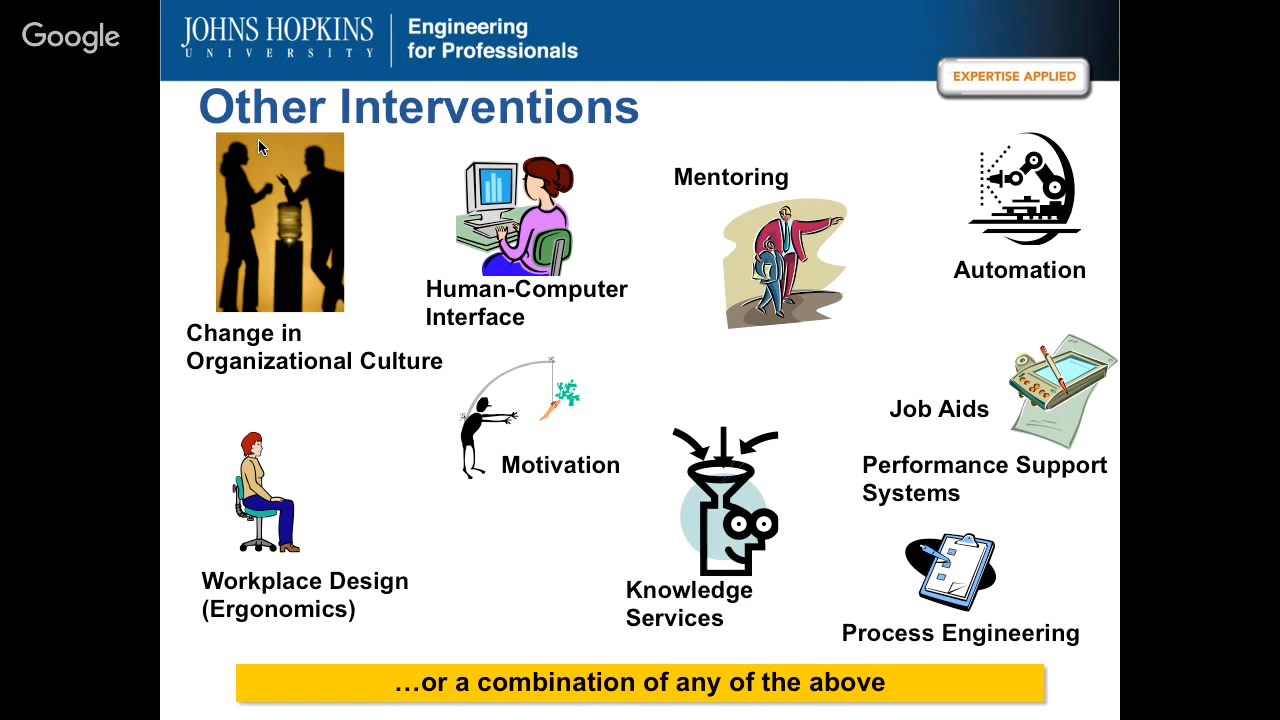 Google
JOHNS HOPKINS
UNIVERSITY
Engineering
for Professionals
EXPERTISE APPLIED
Other Interventions
Mentoring
Automation
Human-Computer
Interface
Change in
Organizational Culture
Job Aids
Motivation
Performance Support
Systems
Workplace Design
(Ergonomics)
Knowledge
Services
Process Engineering
…or a combination of any of the above